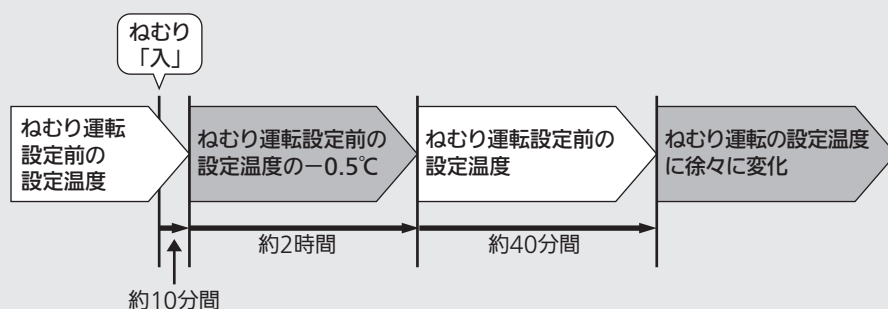 ねむり
「入」
ねむり運転
設定前の
設定温度
ねむり運転設定前の
設定温度の－0.5℃
ねむり運転設定前の
設定温度
ねむり運転の設定温度
に徐々に変化
約2時間
約40分間
約10分間